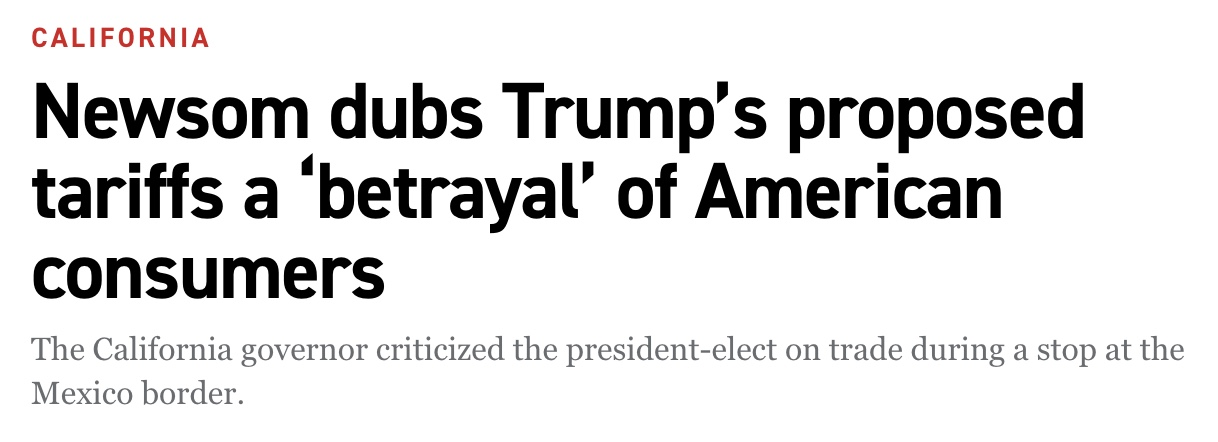 CALIFORNIA
Newsom dubs Trump’s proposed
tariffs a ‘betrayal’ of American
consumers
The California governor criticized the president-elect on trade during a stop at the
Mexico border.